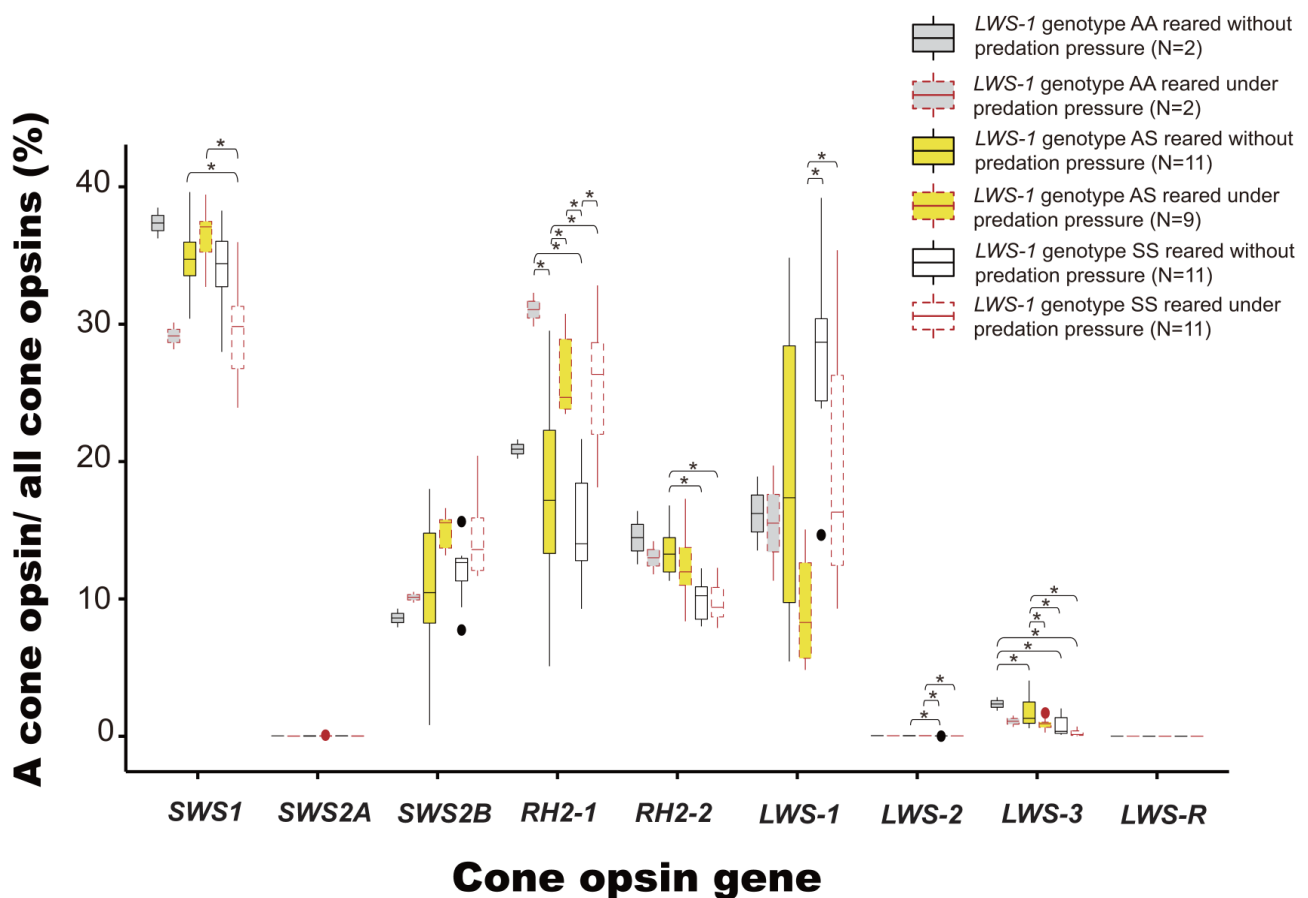 LWS-1 genotype AA reared without
predation pressure (N=2)
LWS-1 genotype AA reared under
predation pressure (N=2)
LWS-1 genotype AS reared without
predation pressure (N=11)
LWS-1 genotype AS reared under
predation pressure (N=9)
LWS-1 genotype SS reared without
predation pressure (N=11)
LWS-1 genotype SS reared under
predation pressure (N=11)
A cone opsin/ all cone opsins (%)
40
30
20
10
0
* *
* * * * * *
* *
* *
* * *
* * * * * *
SWS1 SWS2A SWS2B RH2-1 RH2-2 LWS-1 LWS-2 LWS-3 LWS-R
Cone opsin gene